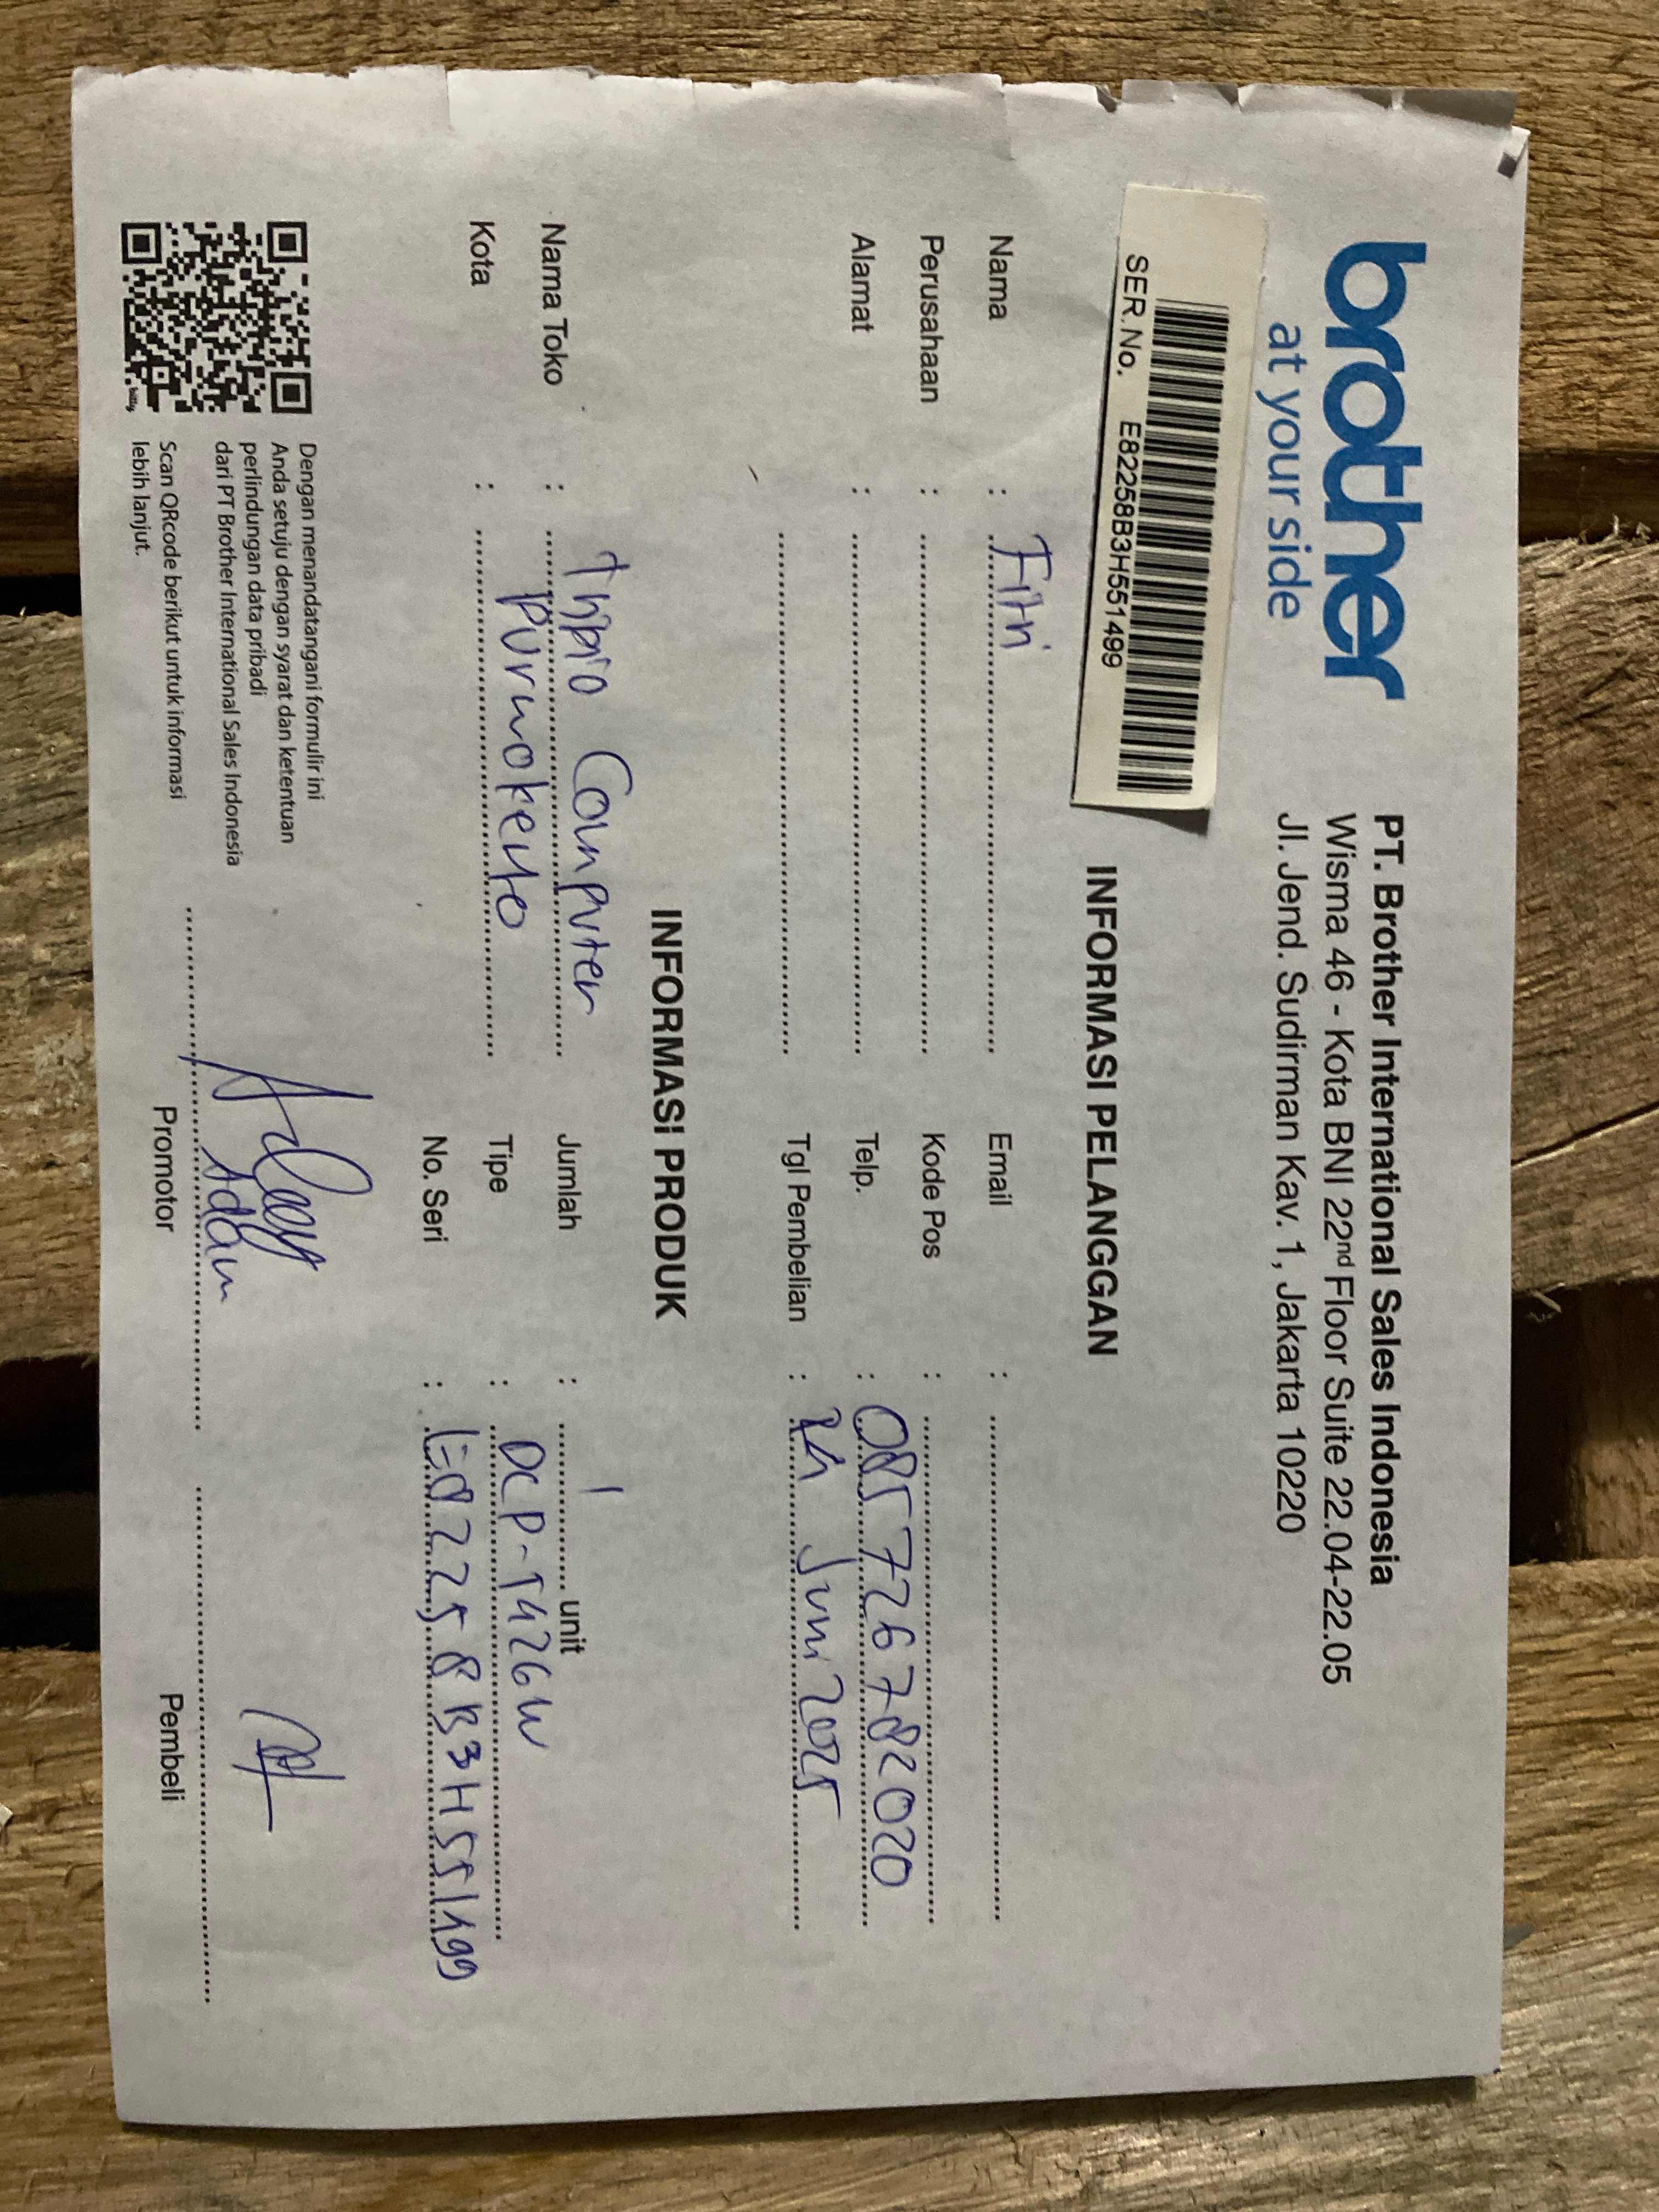 brother
at your side
PT. Brother International Sales Indonesia
Wisma 46 - Kota BNI 22nd Floor Suite 22.04-22.05
Jl. Jend. Sudirman Kav. 1, Jakarta 10220
SER.No. E82258B3H551499
INFORMASI PELANGGAN
Nama : Fitri
Perusahaan :
Alamat :
Email :
Kode Pos :
Telp. : 085772678 2020
Tgl Pembelian : Juni 2025
INFORMASI PRODUK
Nama Toko : Computer
Kota : Purwokerto
Jumlah : 1 unit
Tipe : DCP-T426W
No. Seri : E82258B3H551499
Dengan menandatangani formulir ini
Anda setuju dengan syarat dan ketentuan
perlindungan data pribadi
dari PT Brother International Sales Indonesia
Scan QRcode berikut untuk informasi
lebih lanjut.
Promotor
Pembeli